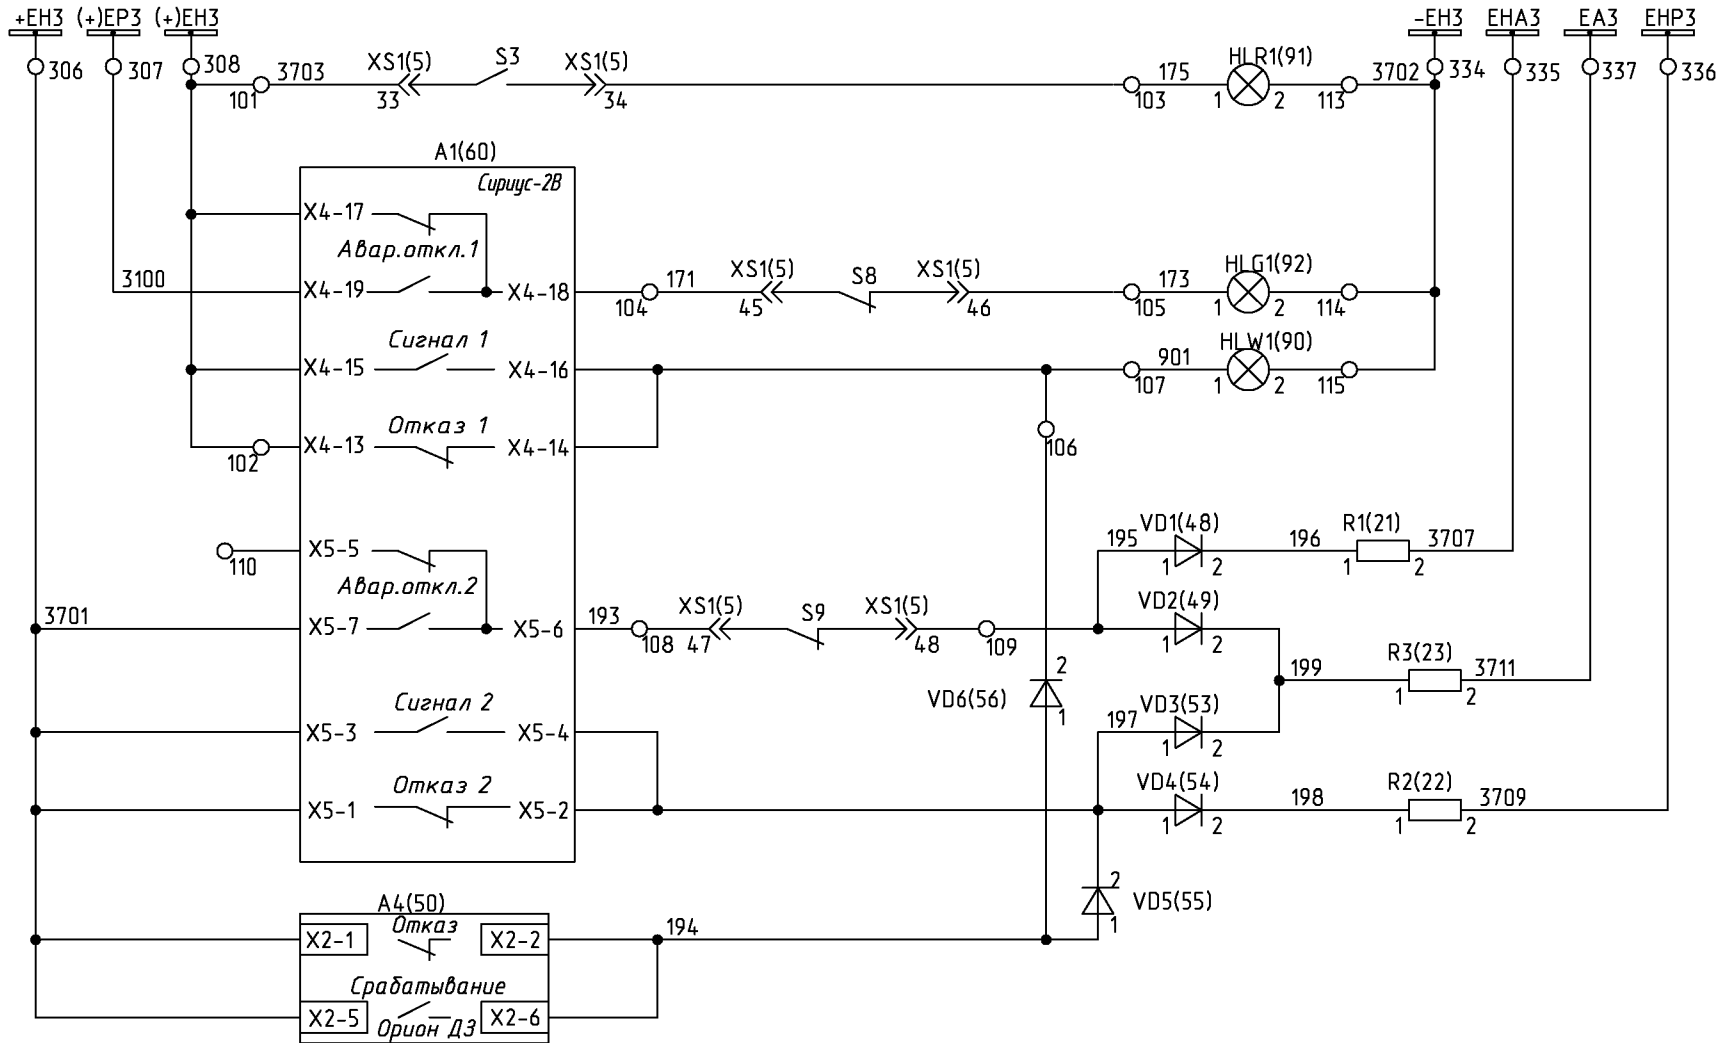 +EH3 (+)EP3 (+)EH3 -EH3 EHA3 EA3 EHP3
306 307 308 334 335 337 336
101 3703 XS1(5) 33 S3 XS1(5) 34 103 175 HLR1(91) 1 2 113 3702
A1(60)
Сириус-2В
X4-17
Авар.откл.1
3100 X4-19 X4-18 104 171 XS1(5) 45 S8 XS1(5) 46 105 173 HLG1(92) 1 2 114
Сигнал 1
X4-15 X4-16 107 901 HLW1(90) 1 2 115
Отказ 1
102 X4-13 X4-14 106
110 X5-5 195 VD1(48) 1 2 196 R1(21) 1 2 3707
Авар.откл.2
3701 X5-7 X5-6 193 108 XS1(5) 47 S9 XS1(5) 48 109 VD2(49) 1 2
199 R3(23) 1 2 3711
VD6(56) 2 1
Сигнал 2
X5-3 X5-4 197 VD3(53) 1 2
Отказ 2
X5-1 X5-2 VD4(54) 1 2 198 R2(22) 1 2 3709
VD5(55) 2 1
A4(50)
Отказ
X2-1 X2-2 194
Срабатывание
X2-5 X2-6
Орион ДЗ